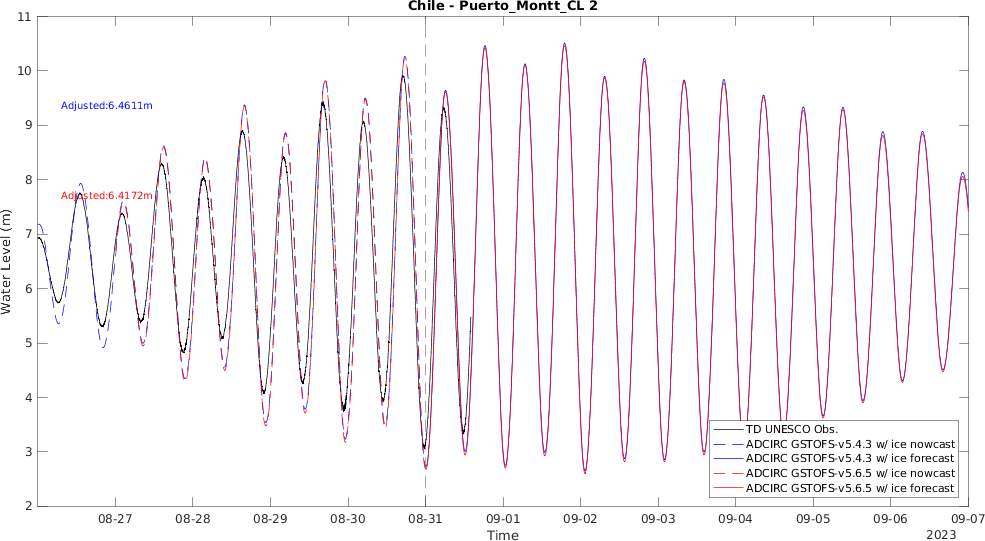 Chile - Puerto_Montt_CL 2
11
10
9
8
7
6
5
4
3
2
Water Level (m)
Adjusted:6.4611m
Adjusted:6.4172m
TD UNESCO Obs.
ADCIRC GSTOFS-v5.4.3 w/ ice nowcast
ADCIRC GSTOFS-v5.4.3 w/ ice forecast
ADCIRC GSTOFS-v5.6.5 w/ ice nowcast
ADCIRC GSTOFS-v5.6.5 w/ ice forecast
08-27 08-28 08-29 08-30 08-31 09-01 09-02 09-03 09-04 09-05 09-06 09-07
Time
2023